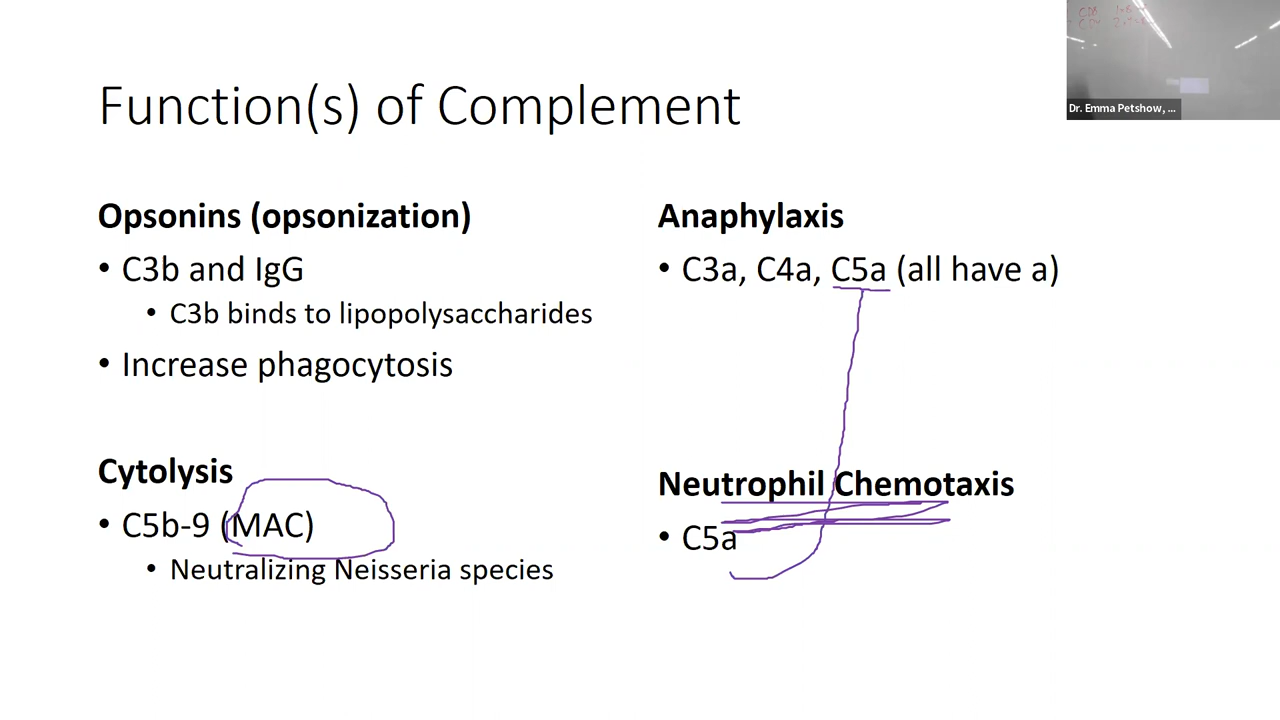 Function(s) of Complement
Opsonins (opsonization)
• C3b and IgG
• C3b binds to lipopolysaccharides
• Increase phagocytosis
Cytolysis
• C5b-9 (MAC)
• Neutralizing Neisseria species
Anaphylaxis
• C3a, C4a, C5a (all have a)
Neutrophil Chemotaxis
• C5a
Dr. Emma Petshow, ...